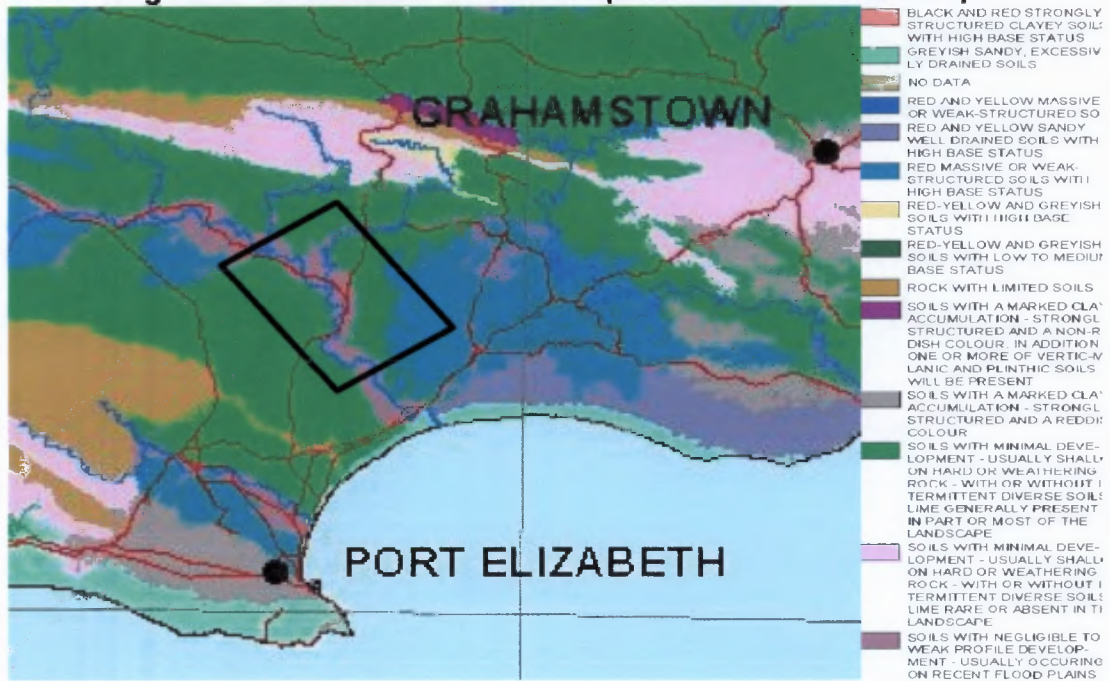 GRAHAMSTOWN
PORT ELIZABETH
BLACK AND RED STRONGLY
STRUCTURED CLAYEY SOILS
WITH HIGH BASE STATUS
GREYISH SANDY, EXCESSIV
LY DRAINED SOILS
NO DATA
RED AND YELLOW MASSIVE
OR WEAK-STRUCTURED SO
RED AND YELLOW SANDY
WELL DRAINED SOILS WITH
HIGH BASE STATUS
RED MASSIVE OR WEAK-
STRUCTURED SOILS WITH
HIGH BASE STATUS
RED-YELLOW AND GREYISH
SOILS WITH HIGH BASE
STATUS
RED-YELLOW AND GREYISH
SOILS WITH LOW TO MEDIUM
BASE STATUS
ROCK WITH LIMITED SOILS
SOILS WITH A MARKED CLAY
ACCUMULATION - STRONGL
STRUCTURED AND A NON-R
DISH COLOUR. IN ADDITION
ONE OR MORE OF VERTIC-M
LANIC AND PLINTHIC SOILS
WILL BE PRESENT
SOILS WITH A MARKED CLAY
ACCUMULATION - STRONGL
STRUCTURED AND A REDDIS
COLOUR
SOILS WITH MINIMAL DEVE-
LOPMENT - USUALLY SHALL
ON HARD OR WEATHERING
ROCK - WITH OR WITHOUT I
TERMITTENT DIVERSE SOILS
LIME GENERALLY PRESENT
IN PART OR MOST OF THE
LANDSCAPE
SOILS WITH MINIMAL DEVE-
LOPMENT - USUALLY SHALL
ON HARD OR WEATHERING
ROCK - WITH OR WITHOUT I
TERMITTENT DIVERSE SOILS
LIME RARE OR ABSENT IN TH
LANDSCAPE
SOILS WITH NEGLIGIBLE TO
WEAK PROFILE DEVELOP-
MENT - USUALLY OCCURING
ON RECENT FLOOD PLAINS